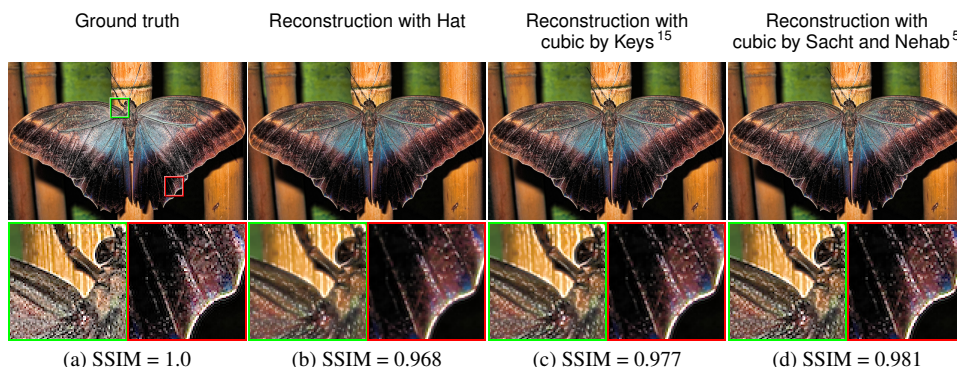 Ground truth
Reconstruction with Hat
Reconstruction with
cubic by Keys 15
Reconstruction with
cubic by Sacht and Nehab 5
(a) SSIM = 1.0
(b) SSIM = 0.968
(c) SSIM = 0.977
(d) SSIM = 0.981